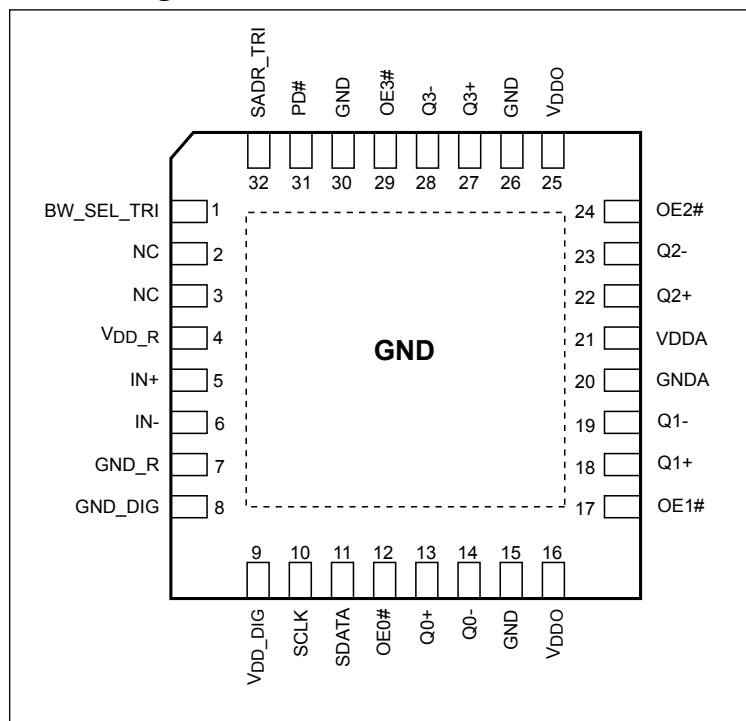 SADR_TRI
PD#
GND
OE3#
Q3-
Q3+
GND
VDDO
32 31 30 29 28 27 26 25
BW_SEL_TRI 1
NC 2
NC 3
VDD_R 4
IN+ 5
IN- 6
GND_R 7
GND_DIG 8
GND
24 OE2#
23 Q2-
22 Q2+
21 VDDA
20 GNDA
19 Q1-
18 Q1+
17 OE1#
9 10 11 12 13 14 15 16
VDD_DIG
SCLK
SDATA
OE0#
Q0+
Q0-
GND
VDDO